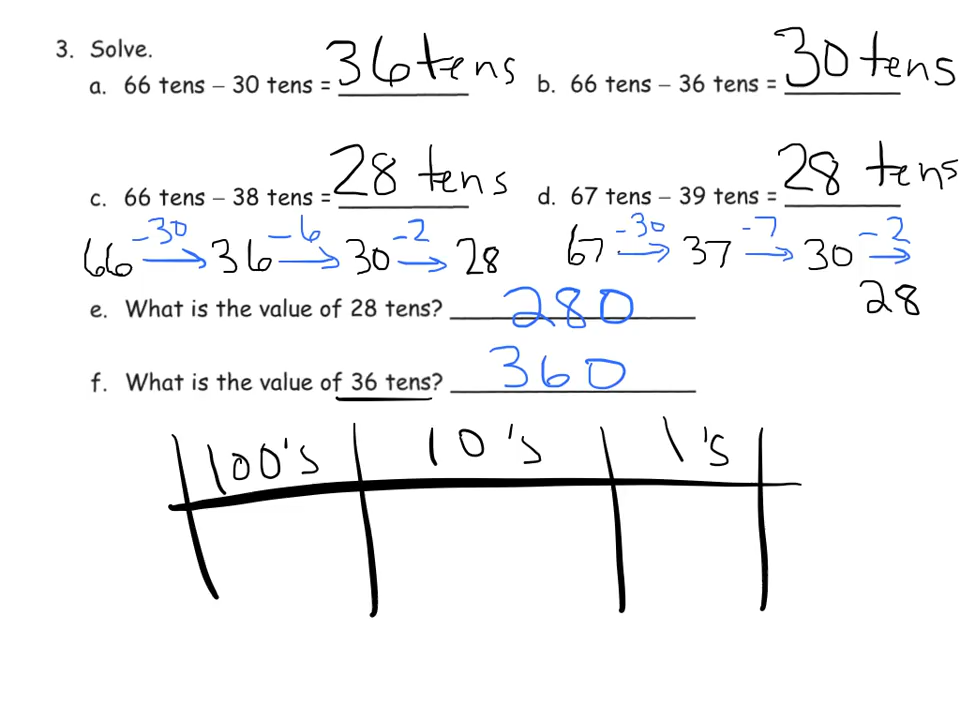 3. Solve.
a. 66 tens – 30 tens = 36 tens
b. 66 tens – 36 tens = 30 tens
c. 66 tens – 38 tens = 28 tens
d. 67 tens – 39 tens = 28 tens
-30 -6 -2
66 → 36 → 30 → 28
-30 -7 -2
67 → 37 → 30 →
28
e. What is the value of 28 tens? 280
f. What is the value of 36 tens? 360
100's 10's 1's